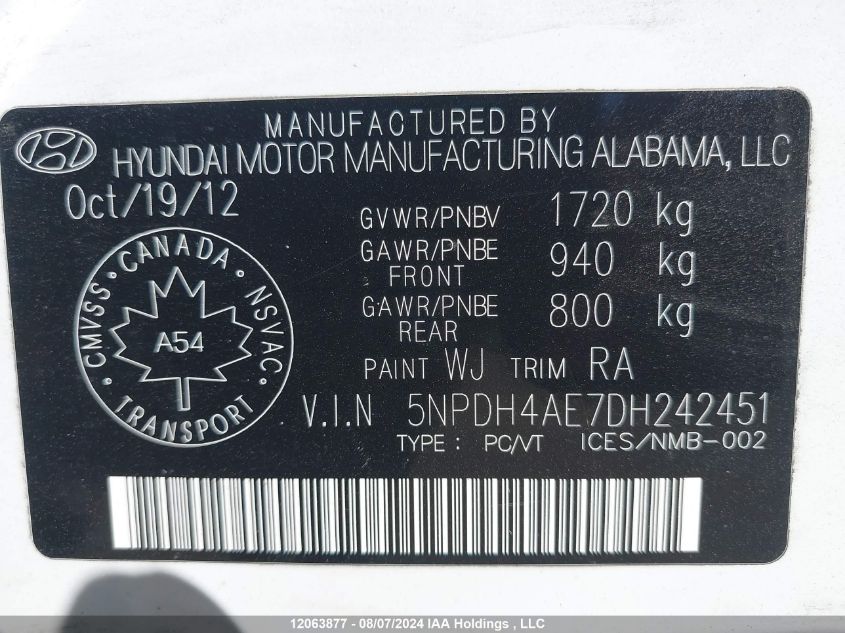 MANUFACTURED BY
HYUNDAI MOTOR MANUFACTURING ALABAMA, LLC
Oct/19/12
GVWR/PNBV 1720 kg
GAWR/PNBE FRONT 940 kg
GAWR/PNBE REAR 800 kg
CANADA
CMVSS
NSVAC
A54
TRANSPORT
PAINT WJ TRIM RA
V.I.N 5NPDH4AE7DH242451
TYPE : PC/VT ICES/NMB-002
12063877 - 08/07/2024 IAA Holdings , LLC